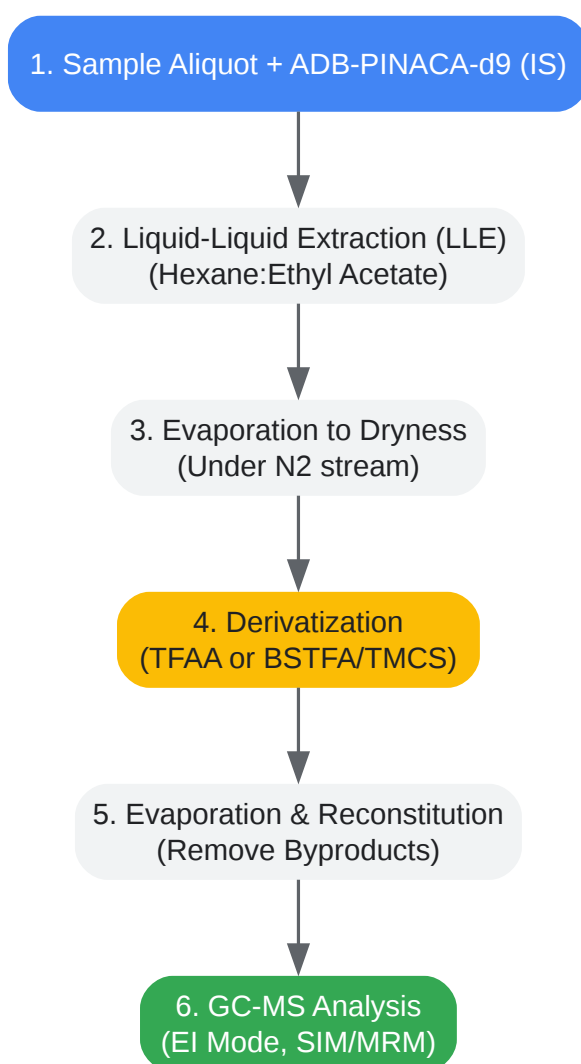 1. Sample Aliquot + ADB-PINACA-d9 (IS)
2. Liquid-Liquid Extraction (LLE)
(Hexane:Ethyl Acetate)
3. Evaporation to Dryness
(Under N2 stream)
4. Derivatization
(TFAA or BSTFA/TMCS)
5. Evaporation & Reconstitution
(Remove Byproducts)
6. GC-MS Analysis
(EI Mode, SIM/MRM)